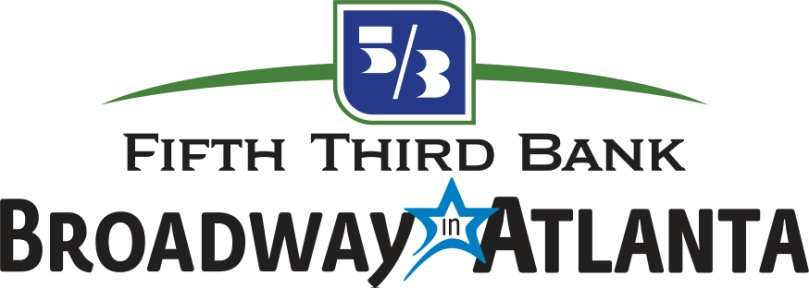 5/3
FIFTH THIRD BANK
BROADWAY in ATLANTA